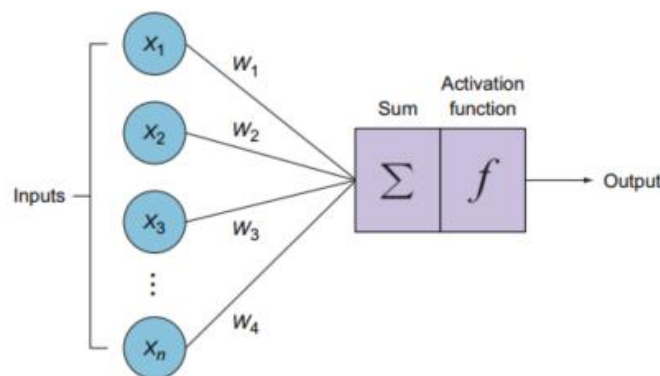 X1
W1
Activation
function
Sum
X2
W2
Inputs
Σ
f
Output
X3
W3
⋮
W4
Xn